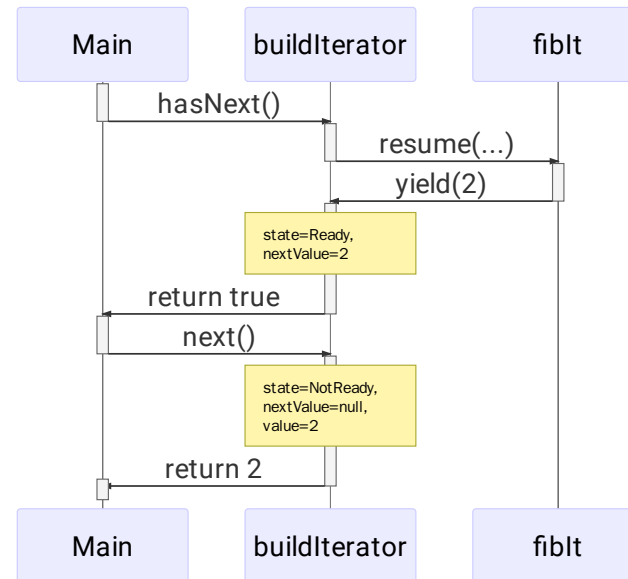 Main
buildIterator
fibIt
hasNext()
resume(...)
yield(2)
state=Ready,
nextValue=2
return true
next()
state=NotReady,
nextValue=null,
value=2
return 2
Main
buildIterator
fibIt